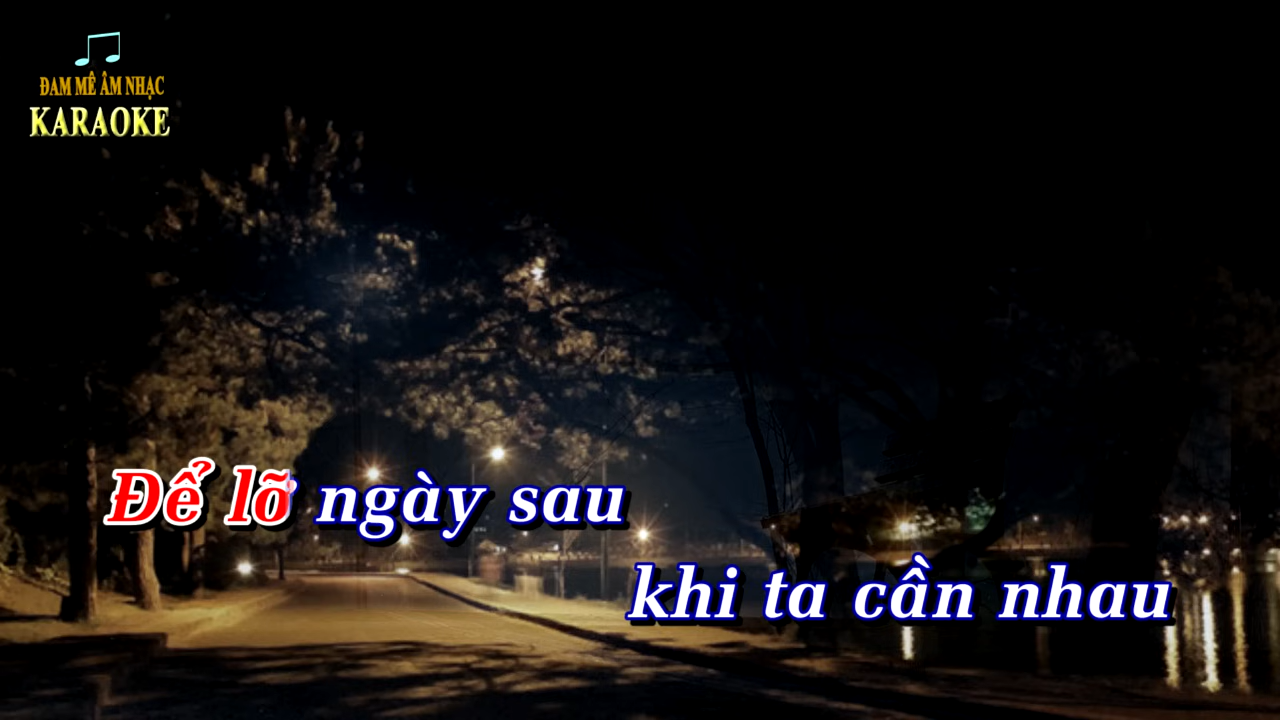 ĐAM MÊ ÂM NHẠC
KARAOKE
Để lỡ ngày sau
khi ta cần nhau